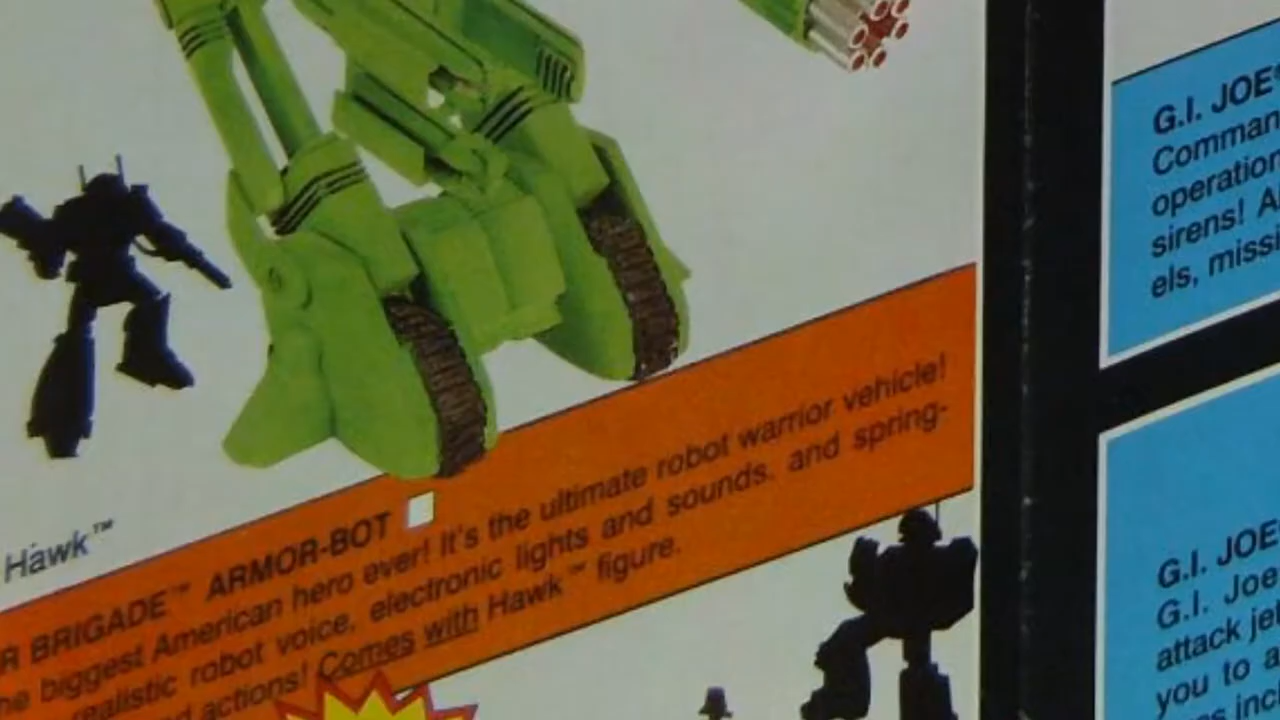 Hawk™
R BRIGADE™ ARMOR-BOT
he biggest American hero ever! It's the ultimate robot warrior vehicle!
realistic robot voice, electronic lights and sounds, and spring-
d actions! Comes with Hawk™ figure.
G.I. JOE
Comman
operation
sirens! A
els, missi
G.I. JOE
G.I. Joe
attack jet
you to a
incl